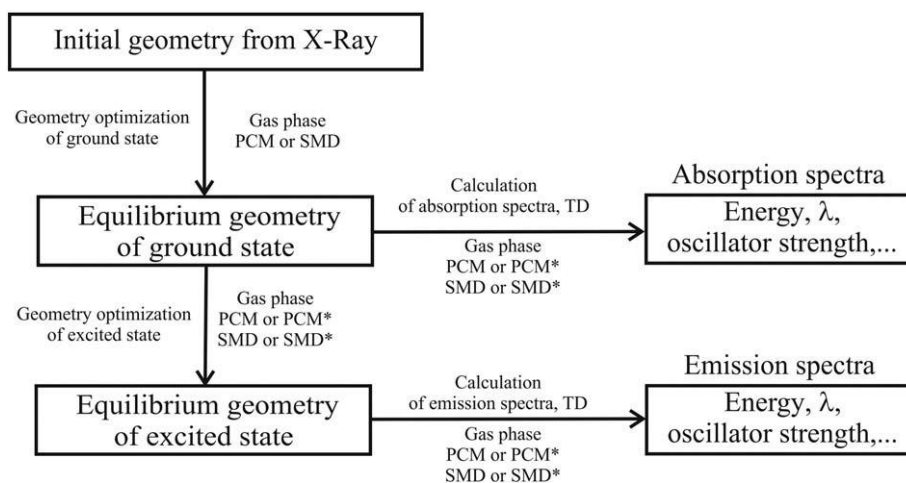 Initial geometry from X-Ray
Geometry optimization
of ground state
Gas phase
PCM or SMD
Equilibrium geometry
of ground state
Calculation
of absorption spectra, TD
Gas phase
PCM or PCM*
SMD or SMD*
Absorption spectra
Energy, λ,
oscillator strength,...
Geometry optimization
of excited state
Gas phase
PCM or PCM*
SMD or SMD*
Equilibrium geometry
of excited state
Calculation
of emission spectra, TD
Gas phase
PCM or PCM*
SMD or SMD*
Emission spectra
Energy, λ,
oscillator strength,...